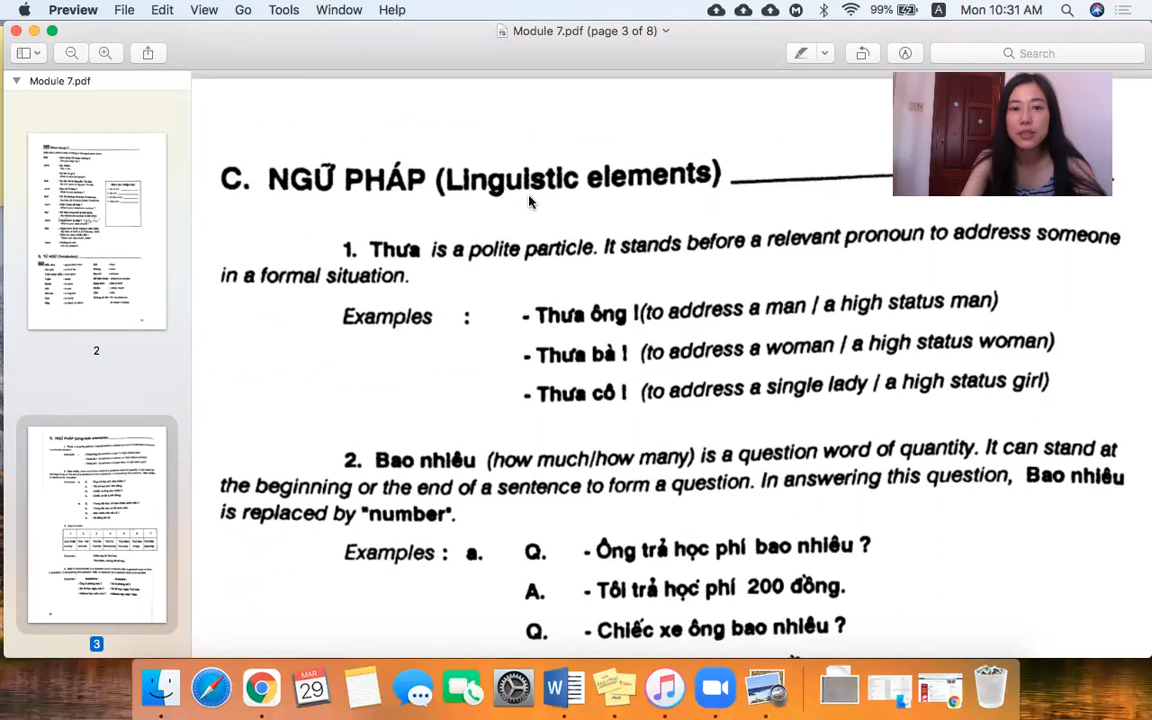 Preview File Edit View Go Tools Window Help 99% A Mon 10:31 AM
Module 7.pdf (page 3 of 8)
Search
Module 7.pdf
2
3
C. NGỮ PHÁP (Linguistic elements)
1. Thưa is a polite particle. It stands before a relevant pronoun to address someone
in a formal situation.
Examples : - Thưa ông !(to address a man / a high status man)
- Thưa bà ! (to address a woman / a high status woman)
- Thưa cô ! (to address a single lady / a high status girl)
2. Bao nhiêu (how much/how many) is a question word of quantity. It can stand at
the beginning or the end of a sentence to form a question. In answering this question, Bao nhiêu
is replaced by "number".
Examples : a. Q. - Ông trả học phí bao nhiêu ?
A. - Tôi trả học phí 200 đồng.
Q. - Chiếc xe ông bao nhiêu ?
MAR
29
W